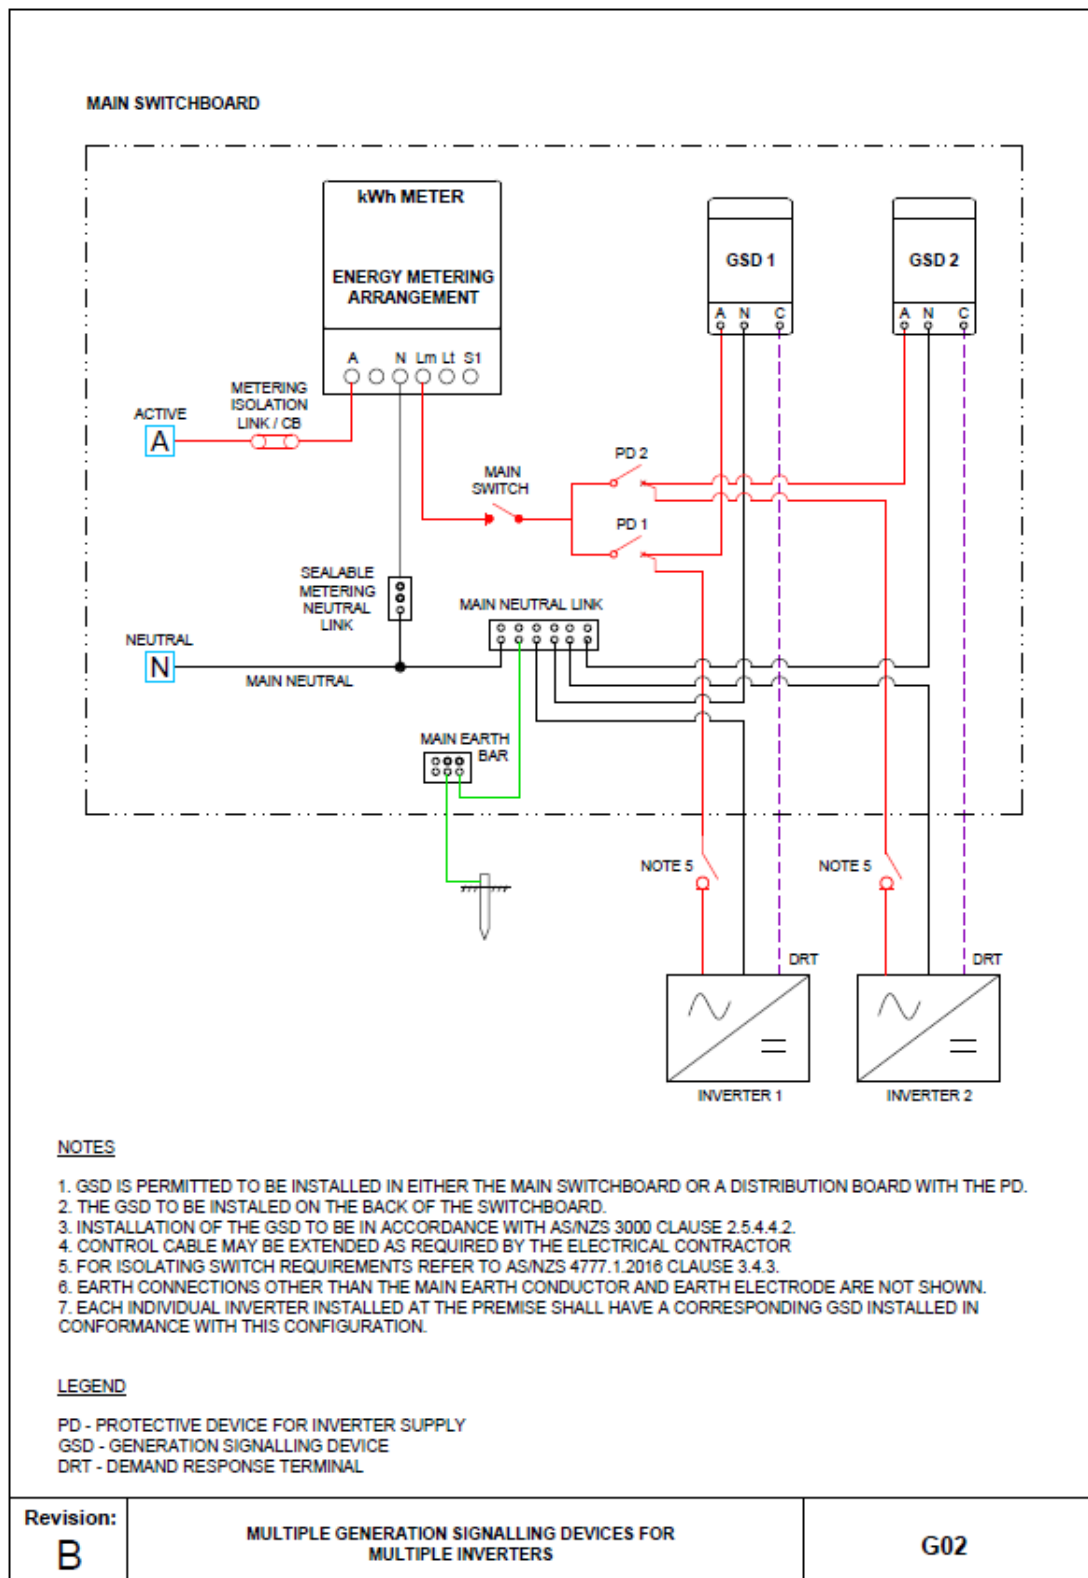 MAIN SWITCHBOARD
kWh METER
ENERGY METERING
ARRANGEMENT
A N Lm Lt S1
GSD 1
A N C
GSD 2
A N C
METERING
ISOLATION
LINK / CB
ACTIVE
A
MAIN
SWITCH
PD 2
PD 1
SEALABLE
METERING
NEUTRAL
LINK
MAIN NEUTRAL LINK
NEUTRAL
N
MAIN NEUTRAL
MAIN EARTH
BAR
NOTE 5
NOTE 5
DRT
DRT
INVERTER 1
INVERTER 2
NOTES
1. GSD IS PERMITTED TO BE INSTALLED IN EITHER THE MAIN SWITCHBOARD OR A DISTRIBUTION BOARD WITH THE PD.
2. THE GSD TO BE INSTALED ON THE BACK OF THE SWITCHBOARD.
3. INSTALLATION OF THE GSD TO BE IN ACCORDANCE WITH AS/NZS 3000 CLAUSE 2.5.4.4.2.
4. CONTROL CABLE MAY BE EXTENDED AS REQUIRED BY THE ELECTRICAL CONTRACTOR
5. FOR ISOLATING SWITCH REQUIREMENTS REFER TO AS/NZS 4777.1.2016 CLAUSE 3.4.3.
6. EARTH CONNECTIONS OTHER THAN THE MAIN EARTH CONDUCTOR AND EARTH ELECTRODE ARE NOT SHOWN.
7. EACH INDIVIDUAL INVERTER INSTALLED AT THE PREMISE SHALL HAVE A CORRESPONDING GSD INSTALLED IN
CONFORMANCE WITH THIS CONFIGURATION.
LEGEND
PD - PROTECTIVE DEVICE FOR INVERTER SUPPLY
GSD - GENERATION SIGNALLING DEVICE
DRT - DEMAND RESPONSE TERMINAL
Revision:
B
MULTIPLE GENERATION SIGNALLING DEVICES FOR
MULTIPLE INVERTERS
G02